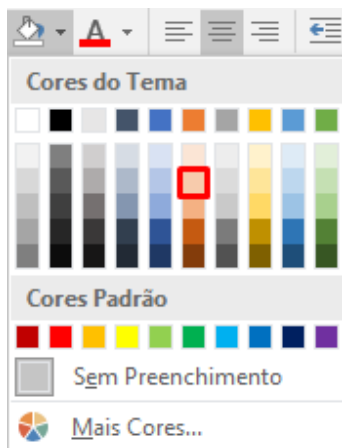 A
Cores do Tema
Cores Padrão
Sem Preenchimento
Mais Cores...